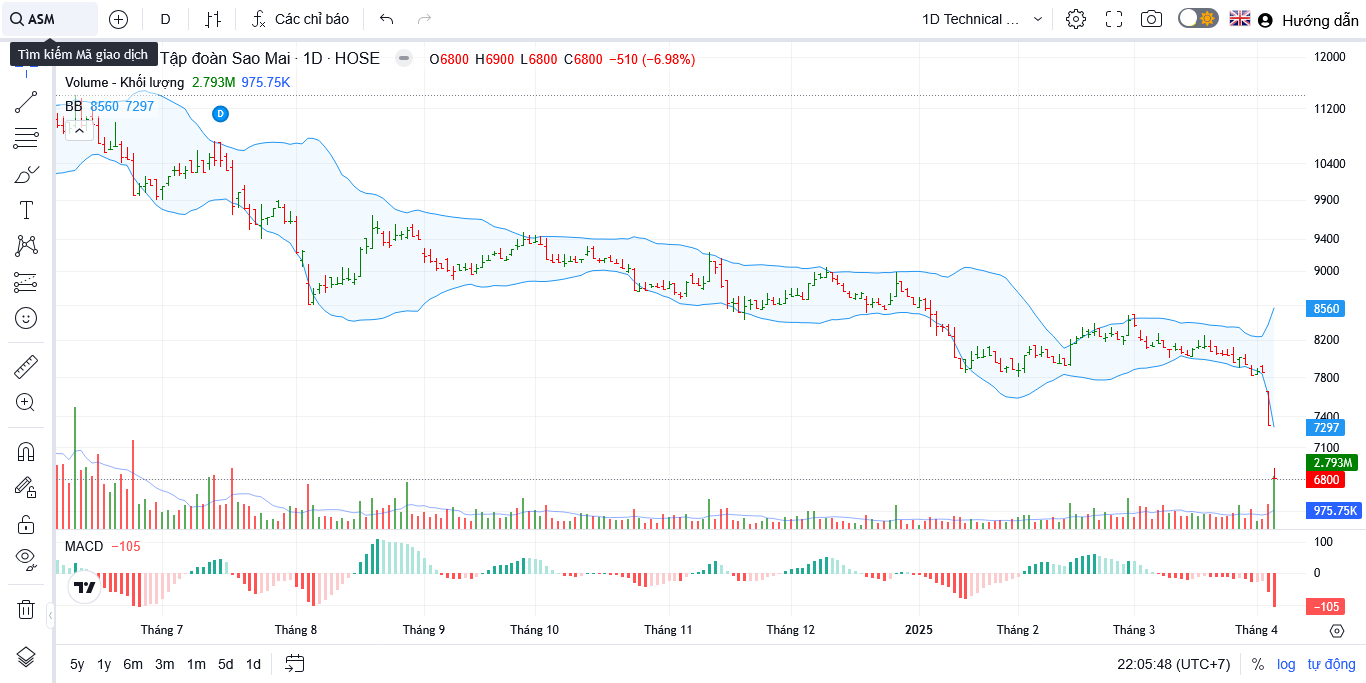 ASM
D
Các chỉ báo
1D Technical ...
Hướng dẫn
Tìm kiếm Mã giao dịch
Tập đoàn Sao Mai · 1D · HOSE
O6800 H6900 L6800 C6800 −510 (−6.98%)
Volume - Khối lượng 2.793M 975.75K
BB 8560 7297
D
12000
11200
10400
9900
9400
9000
8560
8200
7800
7400
7297
7100
2.793M
6800
975.75K
MACD −105
100
0
−105
Tháng 7 Tháng 8 Tháng 9 Tháng 10 Tháng 11 Tháng 12 2025 Tháng 2 Tháng 3 Tháng 4
5y 1y 6m 3m 1m 5d 1d
22:05:48 (UTC+7) % log tự động